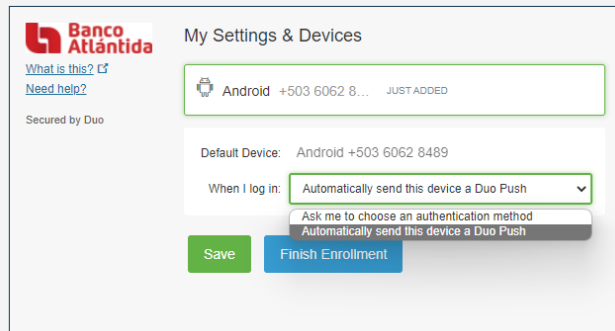 Banco
Atlántida
What is this?
Need help?
Secured by Duo
My Settings & Devices
Android +503 6062 8... JUST ADDED
Default Device: Android +503 6062 8489
When I log in: Automatically send this device a Duo Push
Ask me to choose an authentication method
Automatically send this device a Duo Push
Save Finish Enrollment